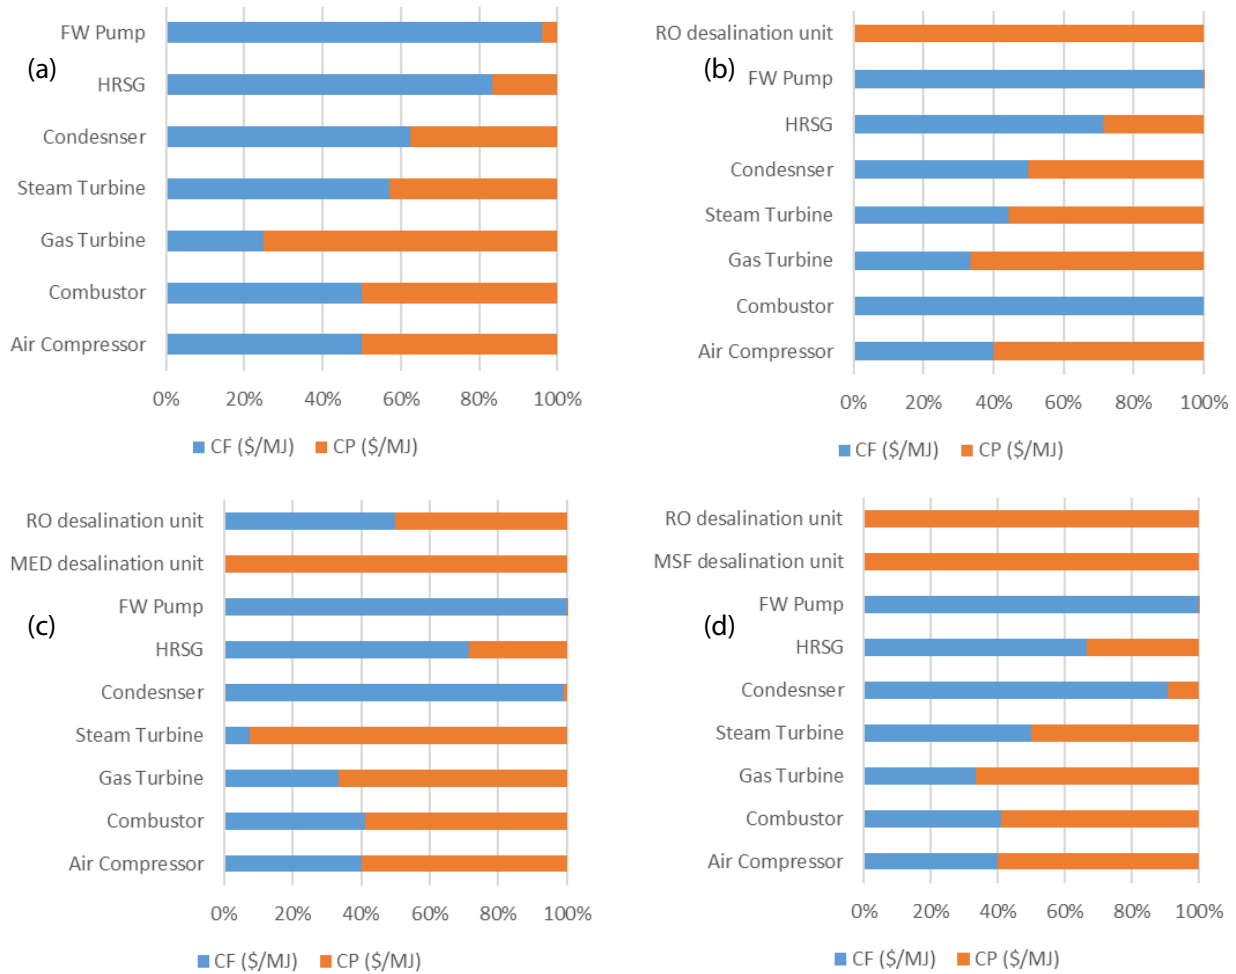 (a)
FW Pump
HRSG
Condesnser
Steam Turbine
Gas Turbine
Combustor
Air Compressor
0% 20% 40% 60% 80% 100%
CF ($/MJ) CP ($/MJ)
(b)
RO desalination unit
FW Pump
HRSG
Condesnser
Steam Turbine
Gas Turbine
Combustor
Air Compressor
0% 20% 40% 60% 80% 100%
CF ($/MJ) CP ($/MJ)
(c)
RO desalination unit
MED desalination unit
FW Pump
HRSG
Condesnser
Steam Turbine
Gas Turbine
Combustor
Air Compressor
0% 20% 40% 60% 80% 100%
CF ($/MJ) CP ($/MJ)
(d)
RO desalination unit
MSF desalination unit
FW Pump
HRSG
Condesnser
Steam Turbine
Gas Turbine
Combustor
Air Compressor
0% 20% 40% 60% 80% 100%
CF ($/MJ) CP ($/MJ)